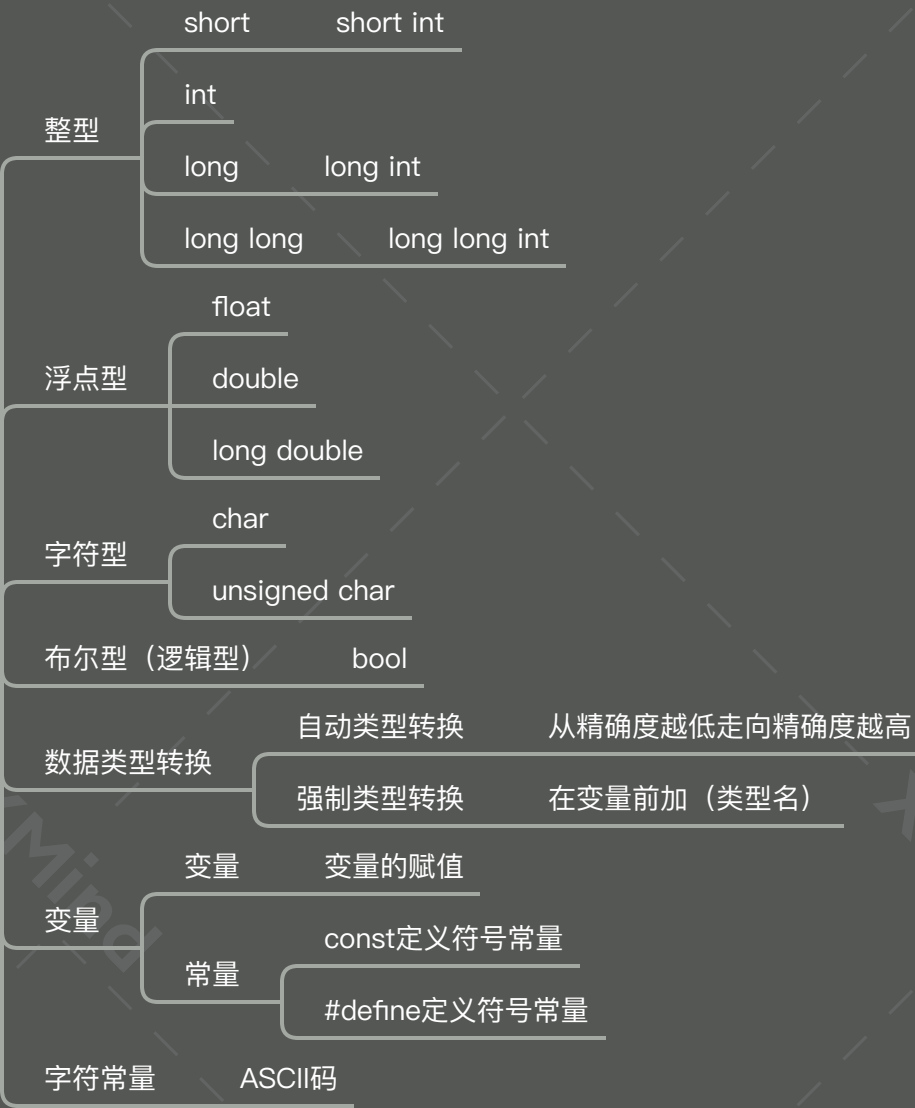 short short int
int
整型
long long int
long long long long int
float
浮点型
double
long double
char
字符型
unsigned char
布尔型（逻辑型） bool
自动类型转换 从精确度越低走向精确度越高
数据类型转换
强制类型转换 在变量前加（类型名）
变量 变量的赋值
变量
const定义符号常量
常量
#define定义符号常量
字符常量 ASCII码
XMind